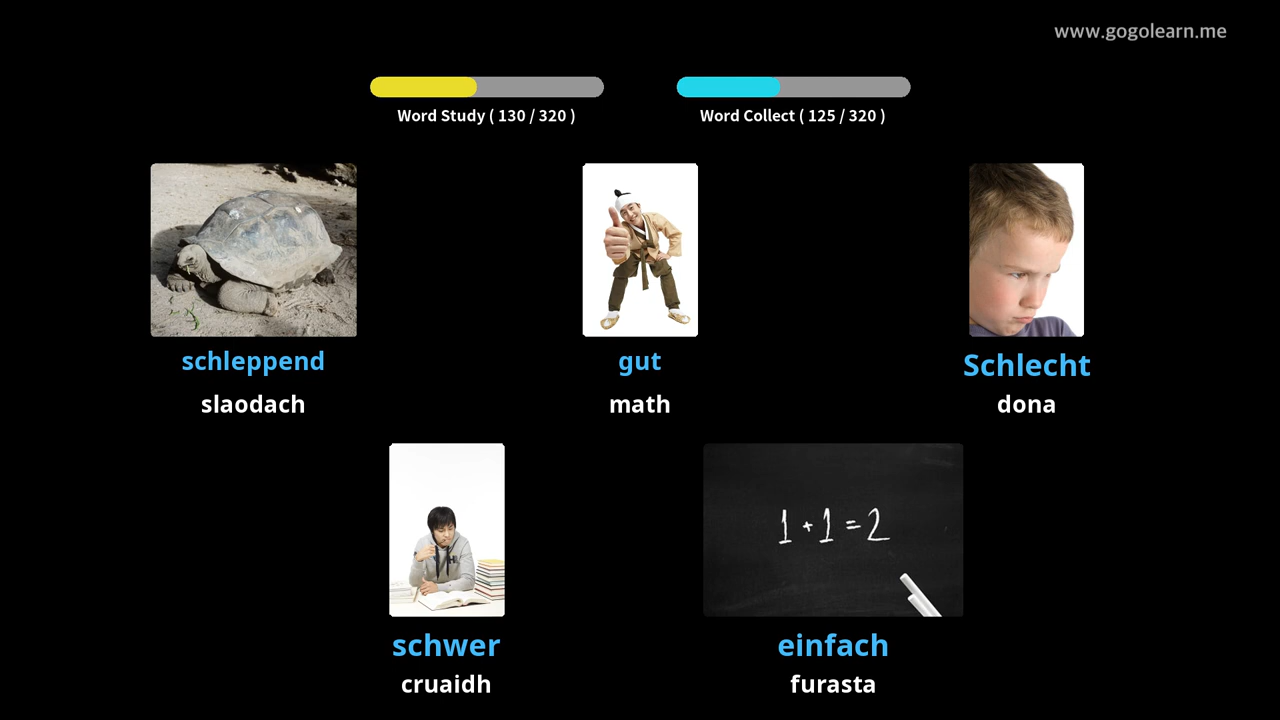 www.gogolearn.me
Word Study ( 130 / 320 )
Word Collect ( 125 / 320 )
schleppend
slaodach
gut
math
Schlecht
dona
1 + 1 = 2
schwer
cruaidh
einfach
furasta